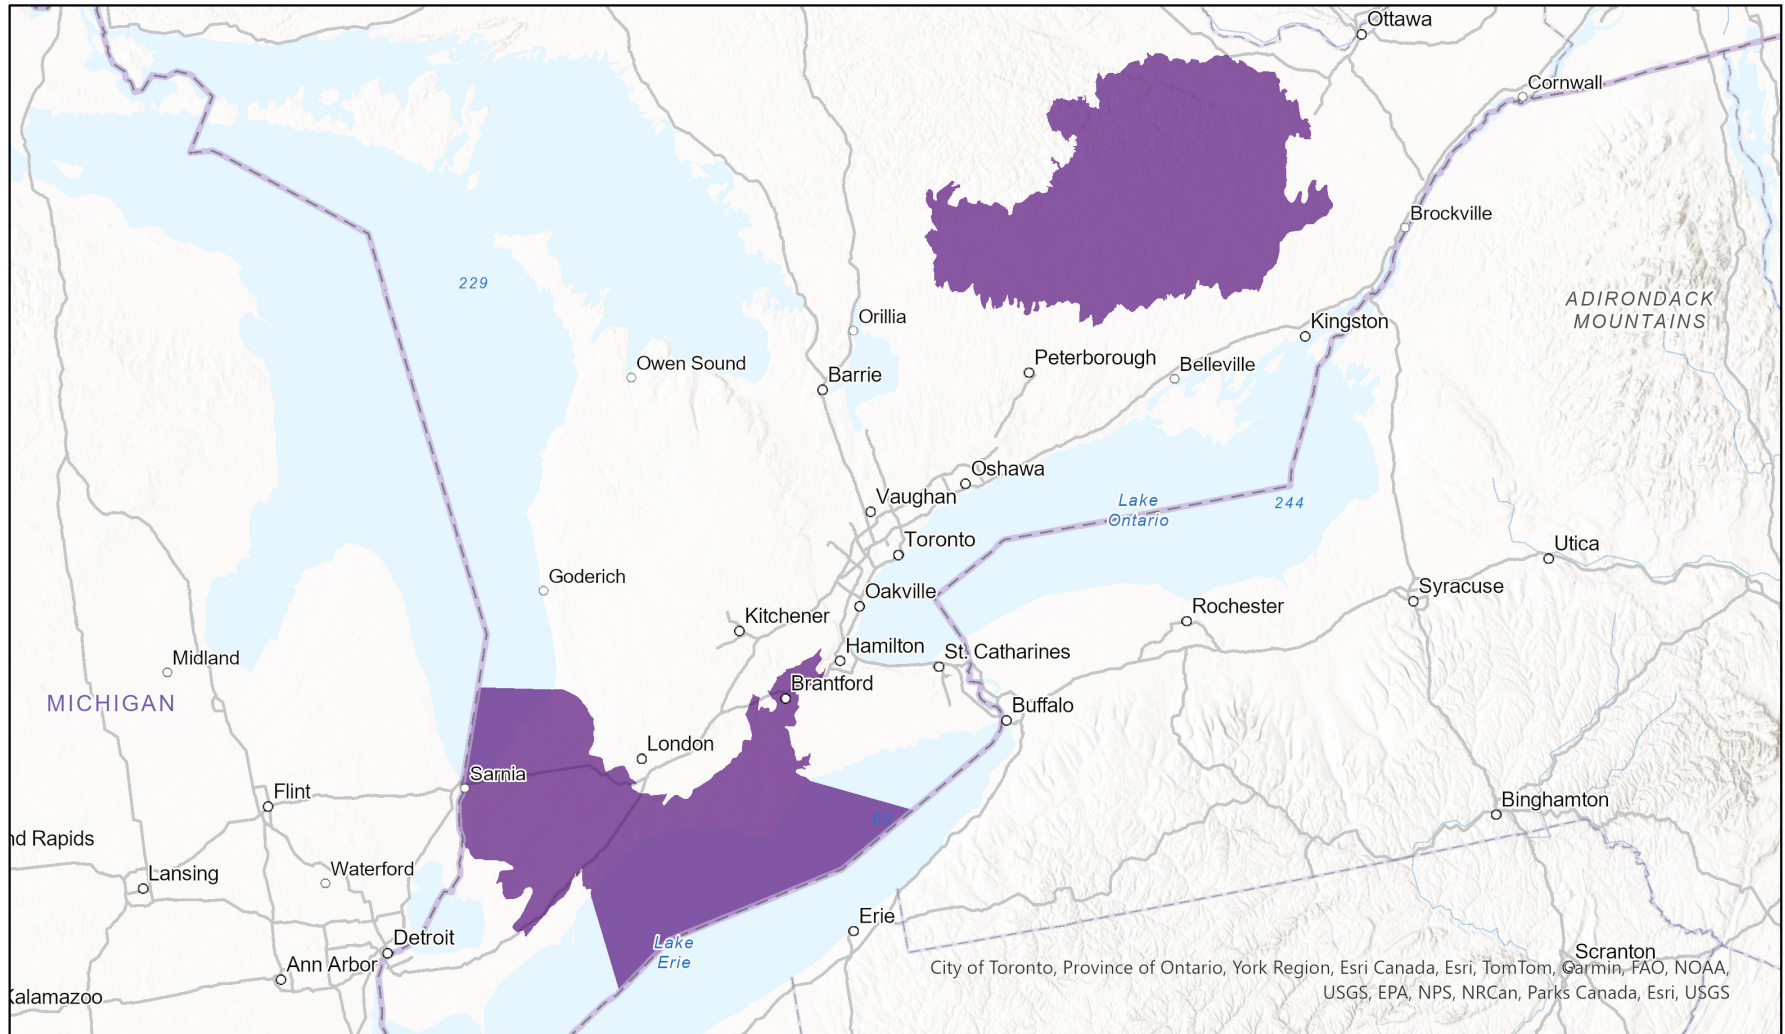 Ottawa
Cornwall
Brockville
229
ADIRONDACK
MOUNTAINS
Orillia
Kingston
Owen Sound
Barrie
Peterborough
Belleville
Oshawa
Vaughan
Lake
Ontario
244
Toronto
Utica
Goderich
Oakville
Syracuse
Kitchener
Rochester
Hamilton
St. Catharines
Midland
Brantford
MICHIGAN
Buffalo
London
Sarnia
Flint
Binghamton
63
nd Rapids
Lansing
Waterford
Erie
Detroit
Lake
Erie
Ann Arbor
Scranton
Kalamazoo
City of Toronto, Province of Ontario, York Region, Esri Canada, Esri, TomTom, Garmin, FAO, NOAA,
USGS, EPA, NPS, NRCan, Parks Canada, Esri, USGS